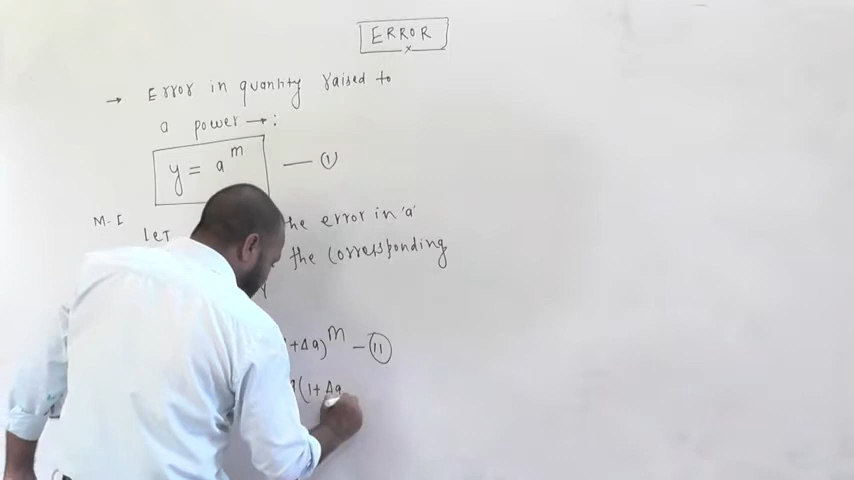 ERROR
x
→ Error in quantity raised to
a power →:
y = a^m — (1)
M-I
Let the error in 'a'
the corresponding
+Δa)^m — (11)
(1+ Δa